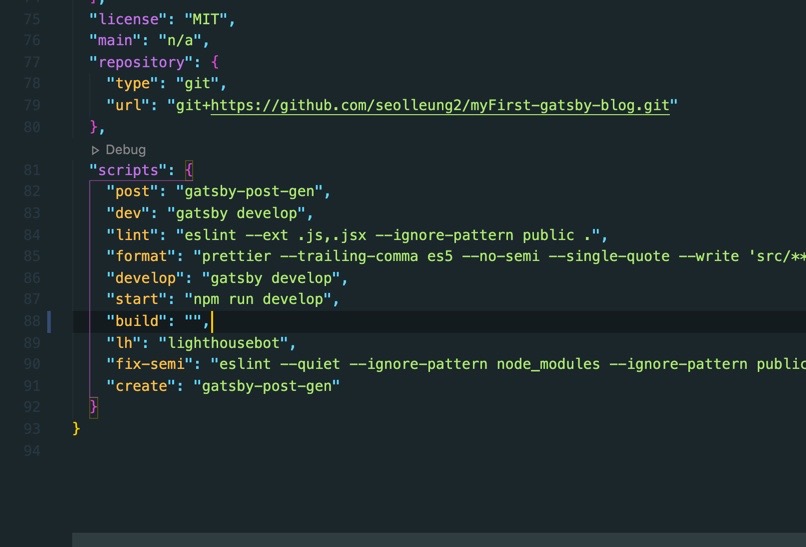 75 "license": "MIT",
76 "main": "n/a",
77 "repository": {
78 "type": "git",
79 "url": "git+https://github.com/seolleung2/myFirst-gatsby-blog.git"
80 },
Debug
81 "scripts": {
82 "post": "gatsby-post-gen",
83 "dev": "gatsby develop",
84 "lint": "eslint --ext .js,.jsx --ignore-pattern public .",
85 "format": "prettier --trailing-comma es5 --no-semi --single-quote --write 'src/**
86 "develop": "gatsby develop",
87 "start": "npm run develop",
88 "build": "",
89 "lh": "lighthousebot",
90 "fix-semi": "eslint --quiet --ignore-pattern node_modules --ignore-pattern public
91 "create": "gatsby-post-gen"
92 }
93 }
94